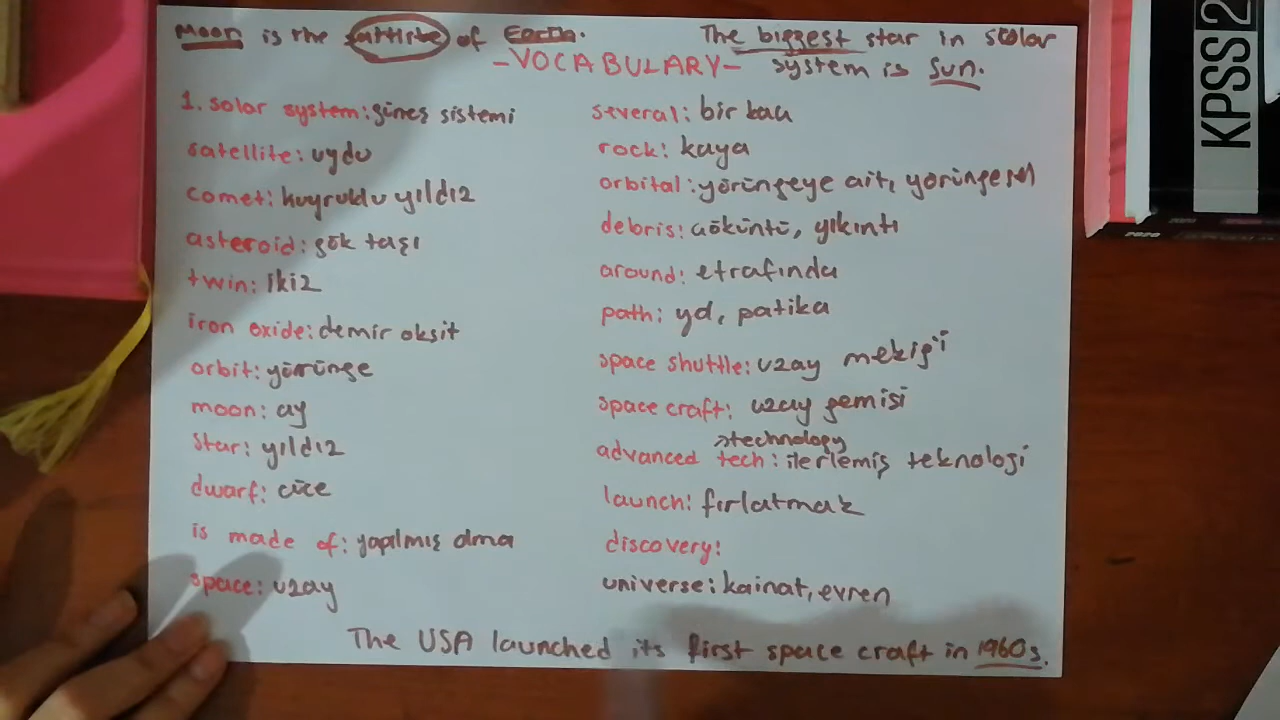 Moon is the sattlite of Earth.
The biggest star in solar
system is Sun.
-VOCABULARY-
1. solar system: güneş sistemi
satellite: uydu
comet: kuyruklu yıldız
asteroid: gök taşı
twin: ikiz
iron oxide: demir oksit
orbit: yörünge
moon: ay
star: yıldız
dwarf: cüce
is made of: yapılmış olma
space: uzay
several: bir kaç
rock: kaya
orbital: yörüngeye ait, yörüngesel
debris: çöküntü, yıkıntı
around: etrafında
path: yol, patika
space shuttle: uzay mekiği
space craft: uzay gemisi
technology
advanced tech: ilerlemiş teknoloji
launch: fırlatmak
discovery:
universe: kainat, evren
The USA launched its first space craft in 1960s.
KPSS2
2020